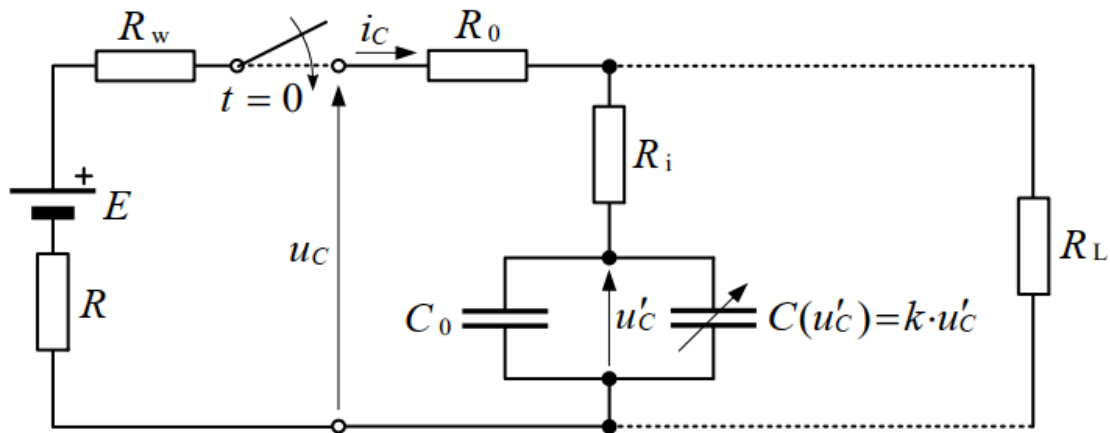 R_w
i_C
R_0
t = 0
R_i
+
E
u_C
R_L
R
C_0
u'_C
C(u'_C)=k·u'_C